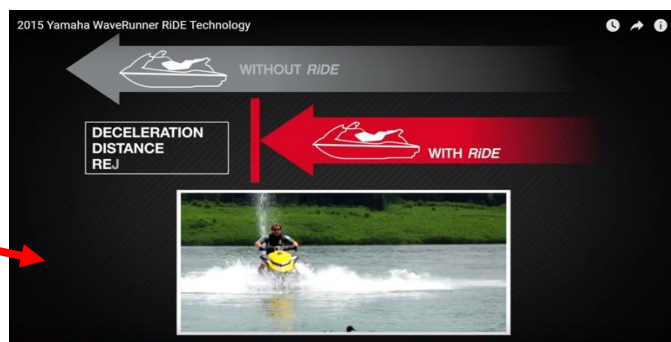 2015 Yamaha WaveRunner RiDE Technology
WITHOUT RiDE
DECELERATION
DISTANCE
REJ
WITH RiDE